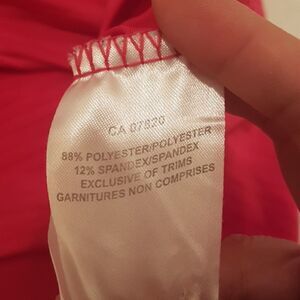 CA 07820
88% POLYESTER/POLYESTER
12% SPANDEX/SPANDEX
EXCLUSIVE OF TRIMS
GARNITURES NON COMPRISES